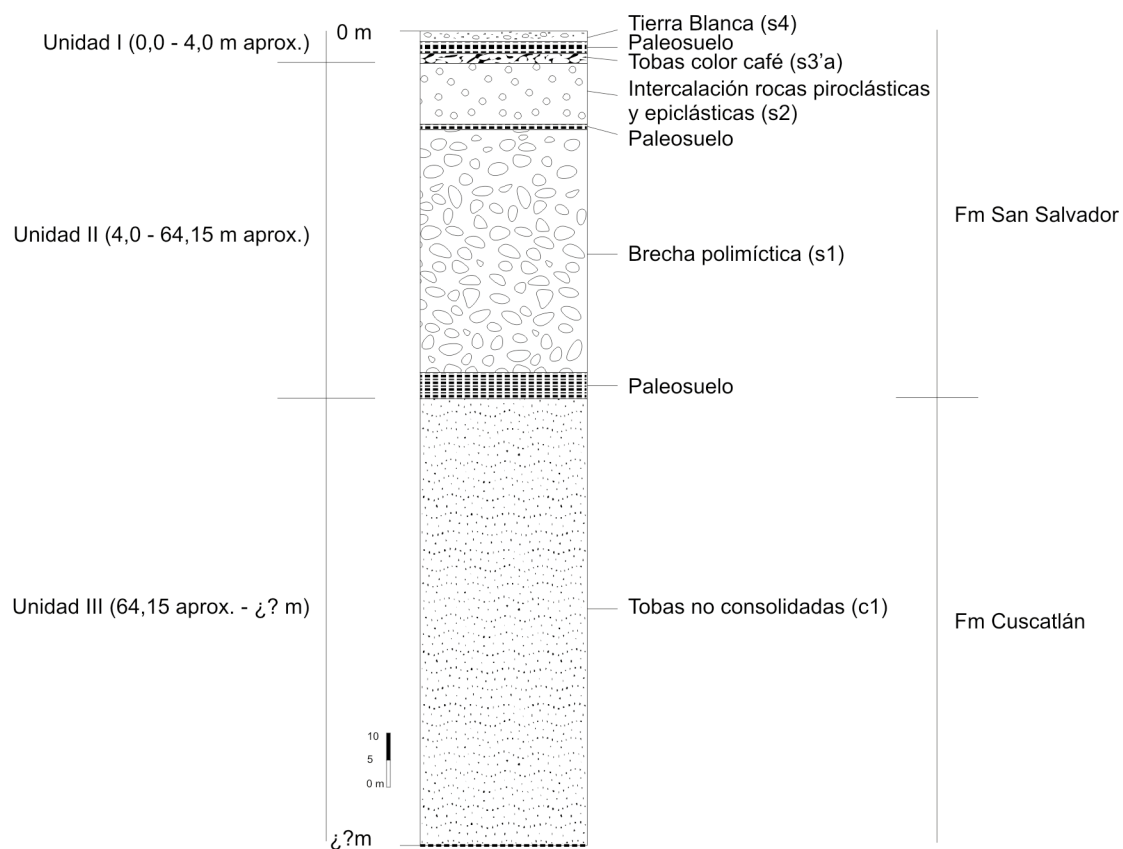 0 m
Unidad I (0,0 - 4,0 m aprox.)
Tierra Blanca (s4)
Paleosuelo
Tobas color café (s3’a)
Intercalación rocas piroclásticas
y epiclásticas (s2)
Paleosuelo
Fm San Salvador
Unidad II (4,0 - 64,15 m aprox.)
Brecha polimíctica (s1)
Paleosuelo
Unidad III (64,15 aprox. - ¿? m)
Tobas no consolidadas (c1)
Fm Cuscatlán
10
5
0 m
¿?m